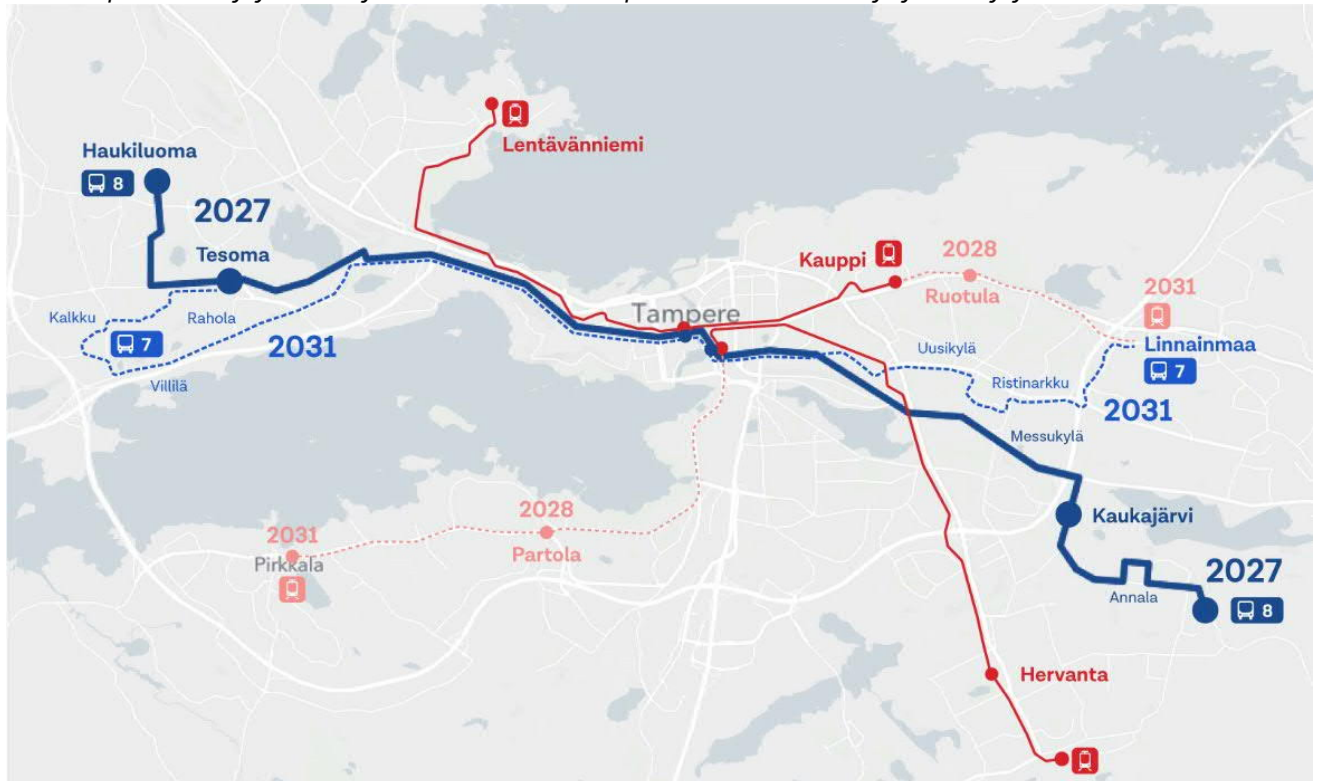 Lentävänniemi
Haukiluoma
8
2027
Tesoma
Kauppi
2028
Ruotula
2031
Kalkku
Rahola
7
2031
Villilä
Tampere
Uusikylä
Linnainmaa
7
Ristinarkku
2031
Messukylä
2028
Partola
2031
Pirkkala
Kaukajärvi
2027
8
Annala
Hervanta